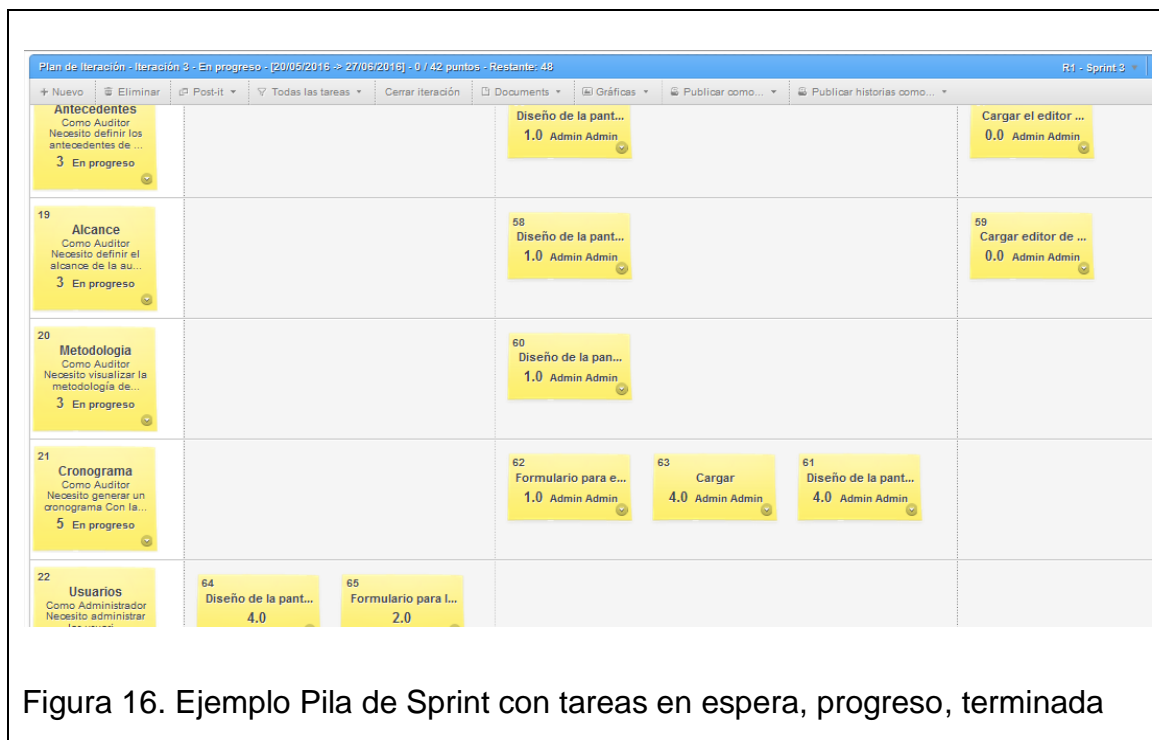 Plan de Iteración - Iteración 3 - En progreso - [20/05/2016 -> 27/06/2016] - 0 / 42 puntos - Restante: 48
R1 - Sprint 3
+ Nuevo
Eliminar
Post-it
Todas las tareas
Cerrar iteración
Documents
Gráficas
Publicar como...
Publicar historias como...
Antecedentes
Como Auditor
Necesito definir los
antecedentes de ...
3 En progreso
Diseño de la pant...
1.0 Admin Admin
Cargar el editor ...
0.0 Admin Admin
19
Alcance
Como Auditor
Necesito definir el
alcance de la au...
3 En progreso
58
Diseño de la pant...
1.0 Admin Admin
59
Cargar editor de ...
0.0 Admin Admin
20
Metodologia
Como Auditor
Necesito visualizar la
metodología de...
3 En progreso
60
Diseño de la pan...
1.0 Admin Admin
21
Cronograma
Como Auditor
Necesito generar un
cronograma Con la...
5 En progreso
62
Formulario para e...
1.0 Admin Admin
63
Cargar
4.0 Admin Admin
61
Diseño de la pant...
4.0 Admin Admin
22
Usuarios
Como Administrador
Necesito administrar
64
Diseño de la pant...
4.0
65
Formulario para l...
2.0
Figura 16. Ejemplo Pila de Sprint con tareas en espera, progreso, terminada